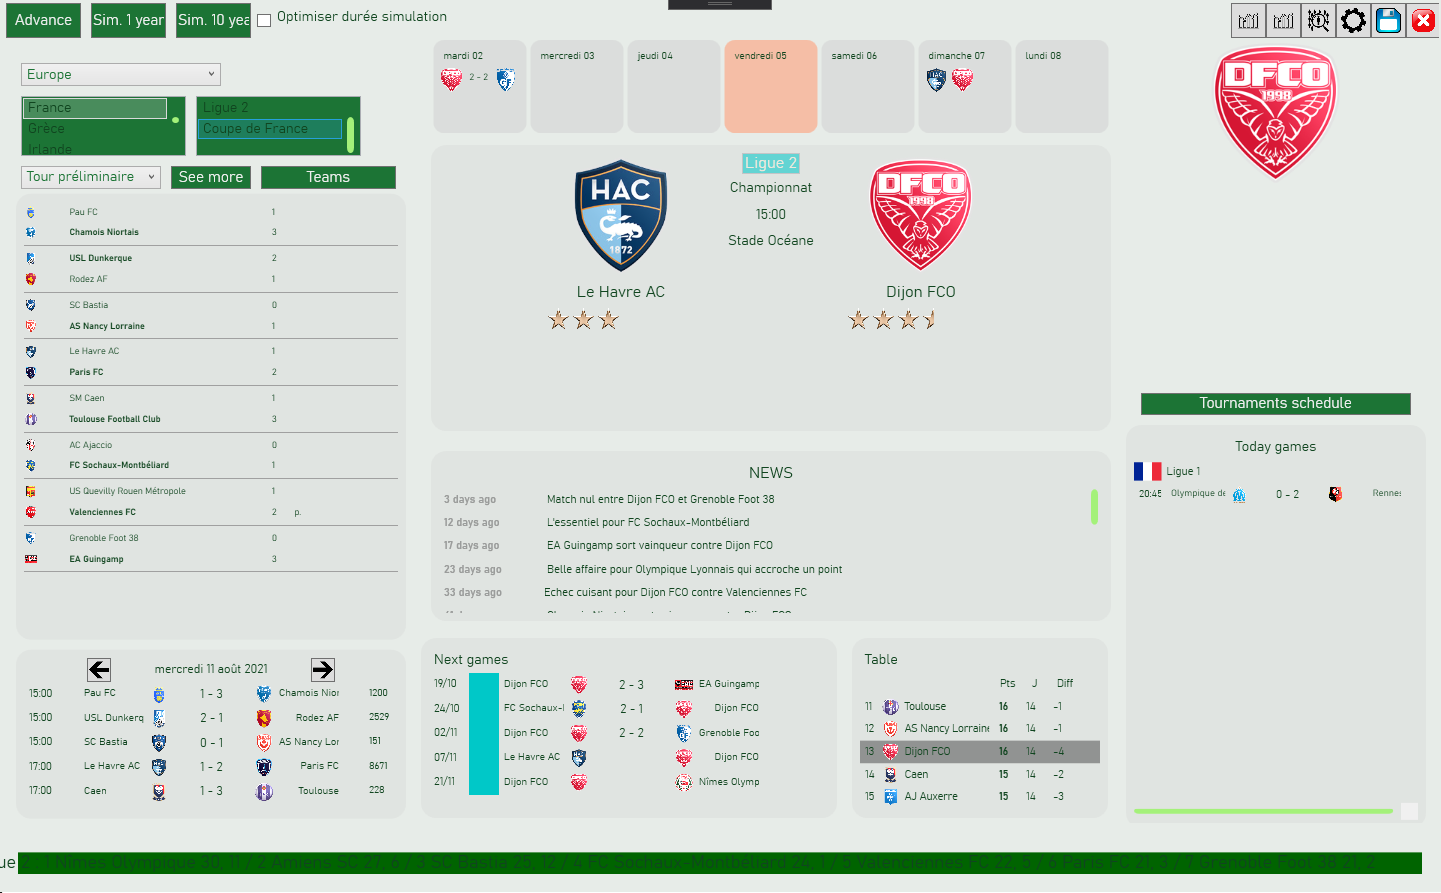 Advance
Sim. 1 year
Sim. 10 yea
Optimiser durée simulation
Europe
France
Grèce
Irlande
Ligue 2
Coupe de France
Tour préliminaire
See more
Teams
Pau FC 1
Chamois Niortais 3
USL Dunkerque 2
Rodez AF 1
SC Bastia 0
AS Nancy Lorraine 1
Le Havre AC 1
Paris FC 2
SM Caen 1
Toulouse Football Club 3
AC Ajaccio 0
FC Sochaux-Montbéliard 1
US Quevilly Rouen Métropole 1
Valenciennes FC 2 p.
Grenoble Foot 38 0
EA Guingamp 3
mercredi 11 août 2021
15:00 Pau FC 1 - 3 Chamois Nior 1200
15:00 USL Dunkerq 2 - 1 Rodez AF 2529
15:00 SC Bastia 0 - 1 AS Nancy Lor 151
17:00 Le Havre AC 1 - 2 Paris FC 8671
17:00 Caen 1 - 3 Toulouse 228
mardi 02
2 - 2
mercredi 03
jeudi 04
vendredi 05
samedi 06
dimanche 07
lundi 08
HAC
1872
Ligue 2
Championnat
15:00
Stade Océane
DFCO
1998
Le Havre AC
Dijon FCO
NEWS
3 days ago Match nul entre Dijon FCO et Grenoble Foot 38
12 days ago L'essentiel pour FC Sochaux-Montbéliard
17 days ago EA Guingamp sort vainqueur contre Dijon FCO
23 days ago Belle affaire pour Olympique Lyonnais qui accroche un point
33 days ago Echec cuisant pour Dijon FCO contre Valenciennes FC
Next games
19/10 Dijon FCO 2 - 3 EA Guingamp
24/10 FC Sochaux-I 2 - 1 Dijon FCO
02/11 Dijon FCO 2 - 2 Grenoble Foo
07/11 Le Havre AC Dijon FCO
21/11 Dijon FCO Nîmes Olymp
Table
Pts J Diff
11 Toulouse 16 14 -1
12 AS Nancy Lorraine 16 14 -1
13 Dijon FCO 16 14 -4
14 Caen 15 14 -2
15 AJ Auxerre 15 14 -3
DFCO
1998
Tournaments schedule
Today games
Ligue 1
20:45 Olympique de 0 - 2 Rennes
ue 2 1 Nîmes Olympique 30, 11 / 2 Amiens SC 27, 6 / 3 SC Bastia 25, 12 / 4 FC Sochaux-Montbéliard 24, 1 / 5 Valenciennes FC 22, 5 / 6 Paris FC 21, 3 / 7 Grenoble Foot 38 21, 2